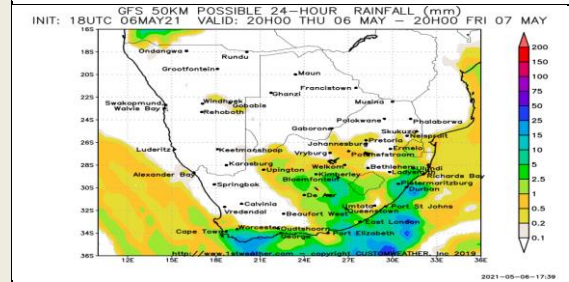 GFS 50KM POSSIBLE 24-HOUR RAINFALL (mm)
INIT: 18UTC 06MAY21 VALID: 20H00 THU 06 MAY - 20H00 FRI 07 MAY
16S
18S
20S
22S
24S
26S
28S
30S
32S
34S
36S
Ondangwa
Rundu
Grootfontein
Maun
Francistown
Ghanzi
Swakopmund
Walvis Bay
Windhoek
Gobabis
Rehoboth
Musina
Polokwane
Phalaborwa
Gaborone
Skukuza
Nelspruit
Johannesburg
Pretoria
Ermelo
Luderitz
Keetmanshoop
Vryburg
Potchefstroom
Karasburg
Upington
Welkom
Bethlehem
Ladysmith
Ulundi
Richards Bay
Alexander Bay
Kimberley
Bloemfontein
Pietermaritzburg
Durban
Springbok
De Aar
Calvinia
Vredendal
Beaufort West
Umtata
Port St Johns
Queenstown
East London
Cape Town
Worcester
Oudtshoorn
George
Port Elizabeth
http://www.1stweather.com - copyright CUSTOMWEATHER, Inc 2019
12E 15E 18E 21E 24E 27E 30E 33E 36E
200
150
100
75
50
25
15
10
5
2.5
1
0.5
0.2
0.1
2021-05-06-17:39